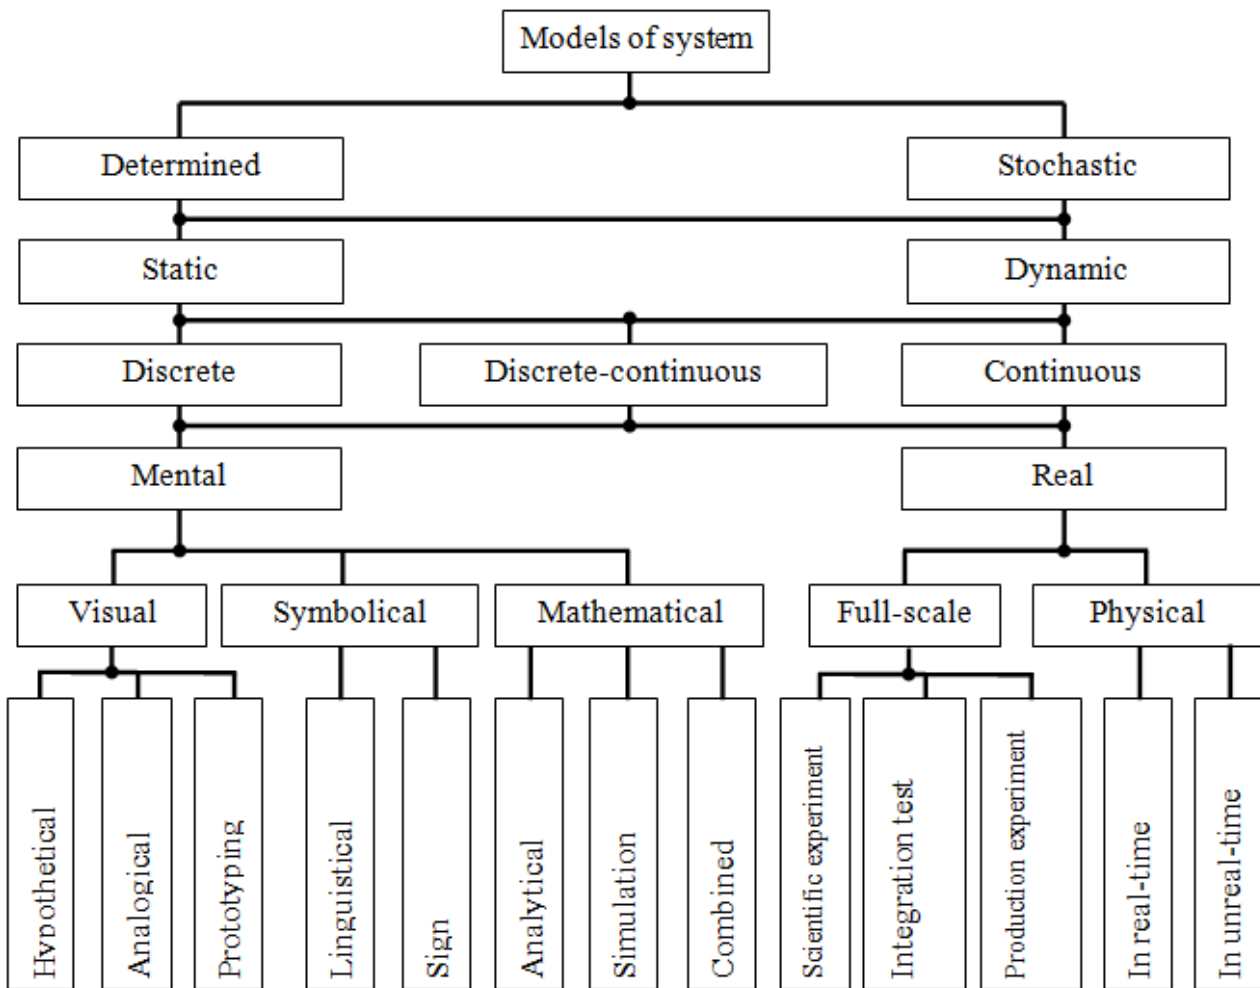 Models of system
Determined
Stochastic
Static
Dynamic
Discrete
Discrete-continuous
Continuous
Mental
Real
Visual
Symbolical
Mathematical
Full-scale
Physical
Hypothetical
Analogical
Prototyping
Linguistical
Sign
Analytical
Simulation
Combined
Scientific experiment
Integration test
Production experiment
In real-time
In unreal-time